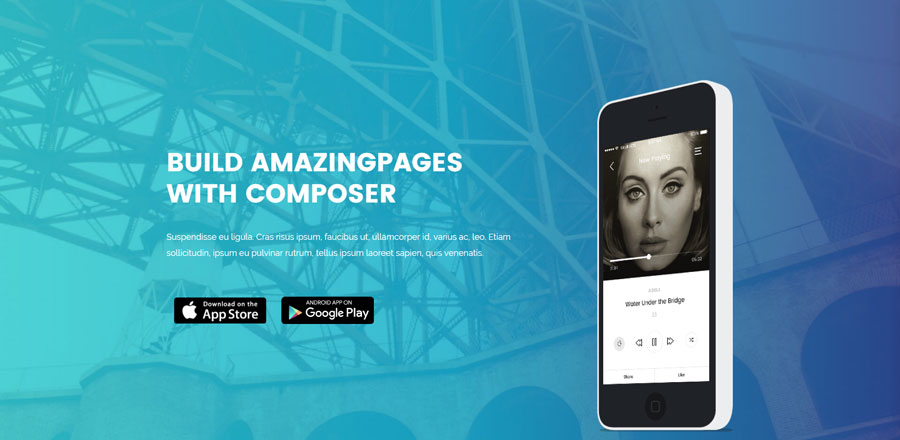 BUILD AMAZINGPAGES
WITH COMPOSER
Suspendisse eu ligula. Cras risus ipsum, faucibus ut, ullamcorper id, varius ac, leo. Etiam
sollicitudin, ipsum eu pulvinar rutrum, tellus ipsum laoreet sapien, quis venenatis.
Download on the
App Store
ANDROID APP ON
Google Play
Now Playing
Water Under the Bridge
Share
Like